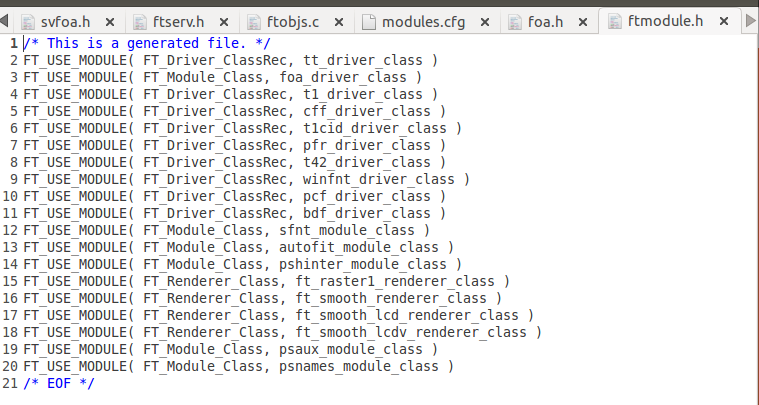 svfoa.h × ftserv.h × ftobjs.c × modules.cfg × foa.h × ftmodule.h ×
1 /* This is a generated file. */
2 FT_USE_MODULE( FT_Driver_ClassRec, tt_driver_class )
3 FT_USE_MODULE( FT_Module_Class, foa_driver_class )
4 FT_USE_MODULE( FT_Driver_ClassRec, t1_driver_class )
5 FT_USE_MODULE( FT_Driver_ClassRec, cff_driver_class )
6 FT_USE_MODULE( FT_Driver_ClassRec, t1cid_driver_class )
7 FT_USE_MODULE( FT_Driver_ClassRec, pfr_driver_class )
8 FT_USE_MODULE( FT_Driver_ClassRec, t42_driver_class )
9 FT_USE_MODULE( FT_Driver_ClassRec, winfnt_driver_class )
10 FT_USE_MODULE( FT_Driver_ClassRec, pcf_driver_class )
11 FT_USE_MODULE( FT_Driver_ClassRec, bdf_driver_class )
12 FT_USE_MODULE( FT_Module_Class, sfnt_module_class )
13 FT_USE_MODULE( FT_Module_Class, autofit_module_class )
14 FT_USE_MODULE( FT_Module_Class, pshinter_module_class )
15 FT_USE_MODULE( FT_Renderer_Class, ft_raster1_renderer_class )
16 FT_USE_MODULE( FT_Renderer_Class, ft_smooth_renderer_class )
17 FT_USE_MODULE( FT_Renderer_Class, ft_smooth_lcd_renderer_class )
18 FT_USE_MODULE( FT_Renderer_Class, ft_smooth_lcdv_renderer_class )
19 FT_USE_MODULE( FT_Module_Class, psaux_module_class )
20 FT_USE_MODULE( FT_Module_Class, psnames_module_class )
21 /* EOF */